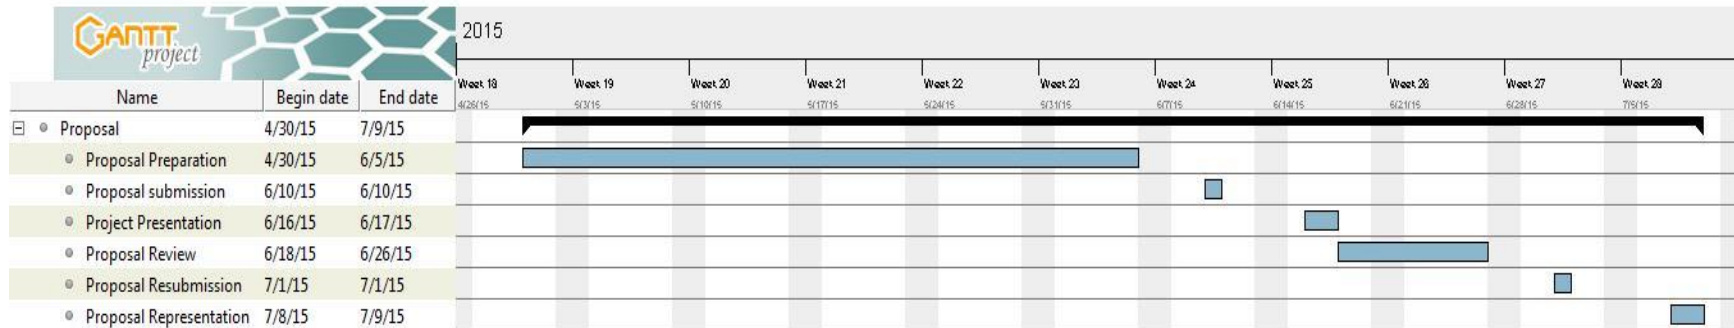 GANTT
project
2015
Week 18 Week 19 Week 20 Week 21 Week 22 Week 23 Week 24 Week 25 Week 26 Week 27 Week 28
4/26/15 5/3/15 5/10/15 5/17/15 5/24/15 5/31/15 6/7/15 6/14/15 6/21/15 6/28/15 7/5/15
Name Begin date End date
Proposal 4/30/15 7/9/15
Proposal Preparation 4/30/15 6/5/15
Proposal submission 6/10/15 6/10/15
Project Presentation 6/16/15 6/17/15
Proposal Review 6/18/15 6/26/15
Proposal Resubmission 7/1/15 7/1/15
Proposal Representation 7/8/15 7/9/15